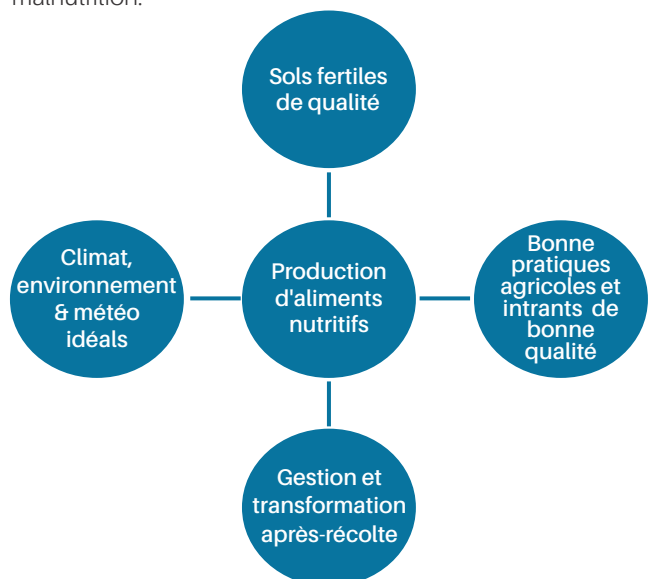 malnutrition.
Sols fertiles
de qualité
Climat,
environnement
& météo
idéals
Production
d'aliments
nutritifs
Bonne
pratiques
agricoles et
intrants de
bonne
qualité
Gestion et
transformation
après-récolte